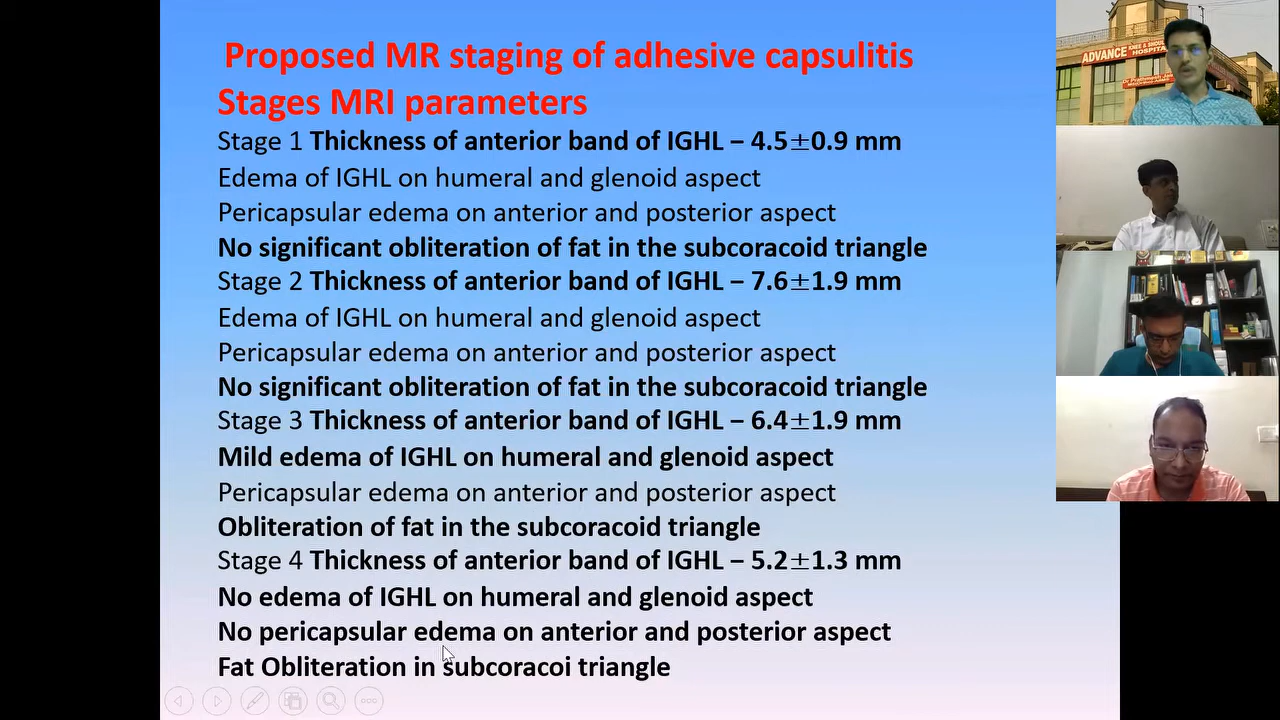 Proposed MR staging of adhesive capsulitis
Stages MRI parameters
Stage 1 Thickness of anterior band of IGHL – 4.5±0.9 mm
Edema of IGHL on humeral and glenoid aspect
Pericapsular edema on anterior and posterior aspect
No significant obliteration of fat in the subcoracoid triangle
Stage 2 Thickness of anterior band of IGHL – 7.6±1.9 mm
Edema of IGHL on humeral and glenoid aspect
Pericapsular edema on anterior and posterior aspect
No significant obliteration of fat in the subcoracoid triangle
Stage 3 Thickness of anterior band of IGHL – 6.4±1.9 mm
Mild edema of IGHL on humeral and glenoid aspect
Pericapsular edema on anterior and posterior aspect
Obliteration of fat in the subcoracoid triangle
Stage 4 Thickness of anterior band of IGHL – 5.2±1.3 mm
No edema of IGHL on humeral and glenoid aspect
No pericapsular edema on anterior and posterior aspect
Fat Obliteration in subcoracoi triangle
ADVANCE KNEE &
HOSPITAL